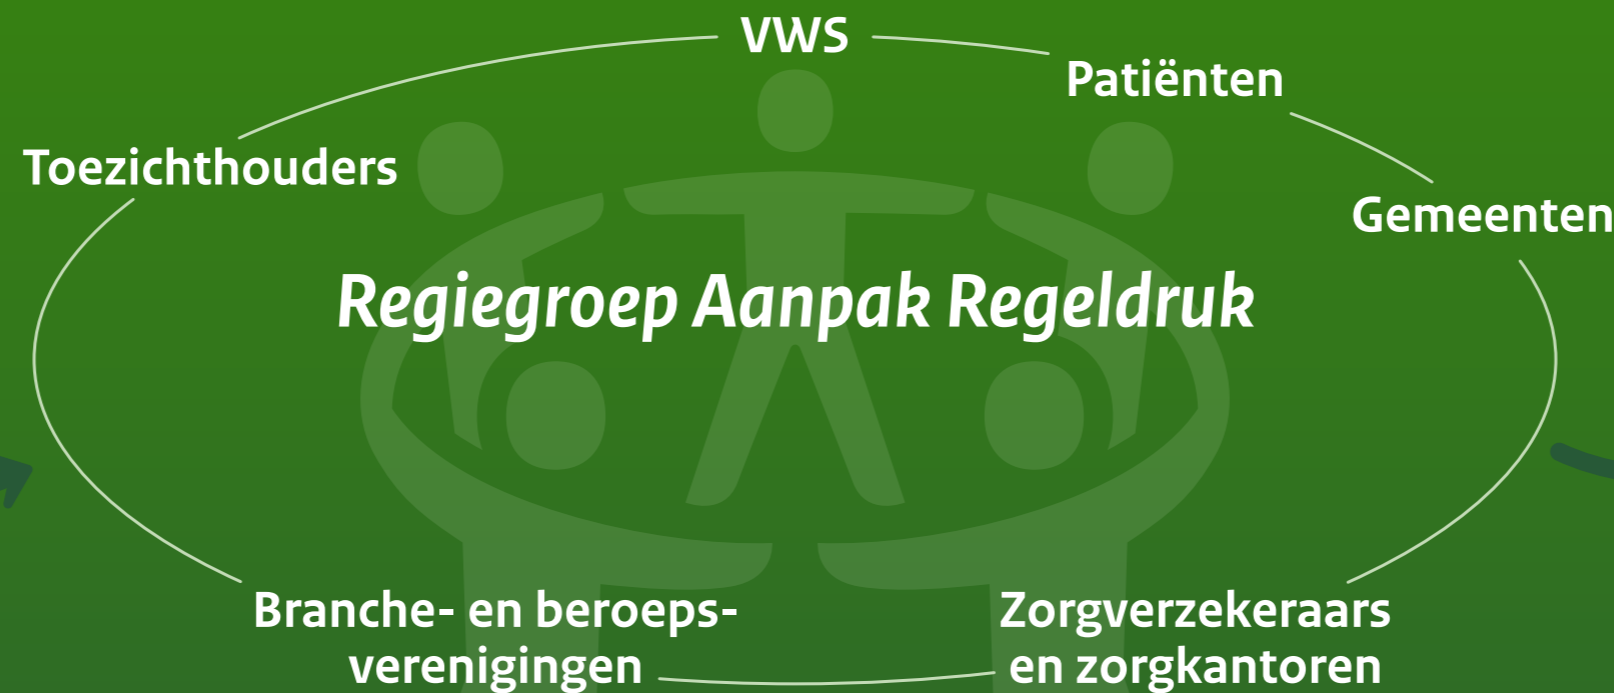 VWS
Patiënten
Toezichthouders
Gemeenten
Regiegroep Aanpak Regeldruk
Branche- en beroeps-
verenigingen
Zorgverzekeraars
en zorgkantoren